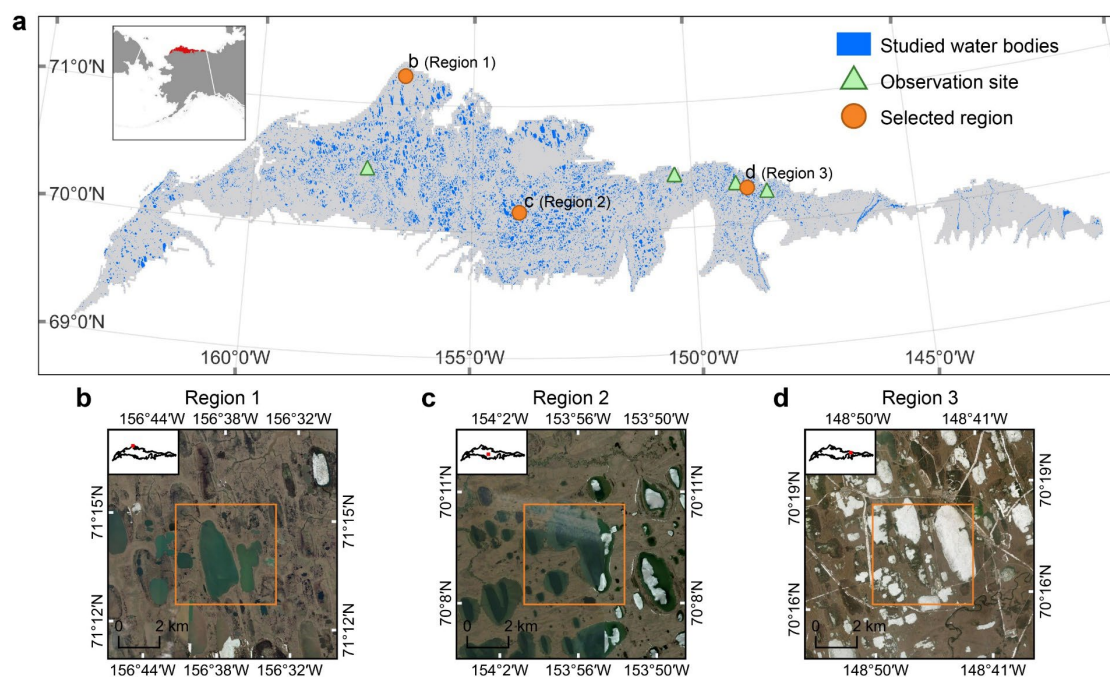 a
71°0′N
70°0′N
69°0′N
160°0′W
155°0′W
150°0′W
145°0′W
b (Region 1)
c (Region 2)
d (Region 3)
Studied water bodies
Observation site
Selected region
b
Region 1
156°44′W 156°38′W 156°32′W
71°15′N
71°12′N
71°15′N
71°12′N
0 2 km
156°44′W 156°38′W 156°32′W
c
Region 2
154°2′W 153°56′W 153°50′W
70°11′N
70°8′N
0 2 km
154°2′W 153°56′W 153°50′W
70°11′N
70°8′N
d
Region 3
148°50′W 148°41′W
70°19′N
70°16′N
70°19′N
70°16′N
0 2 km
148°50′W 148°41′W